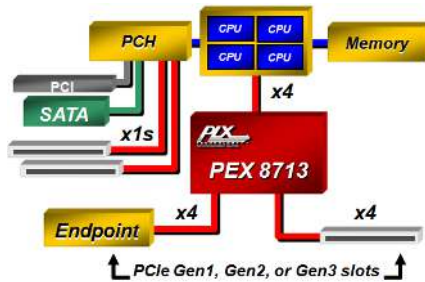 PCH
CPU CPU
CPU CPU
Memory
PCI
SATA
x4
x1s
PLX
PEX 8713
x4
x4
Endpoint
PCIe Gen1, Gen2, or Gen3 slots